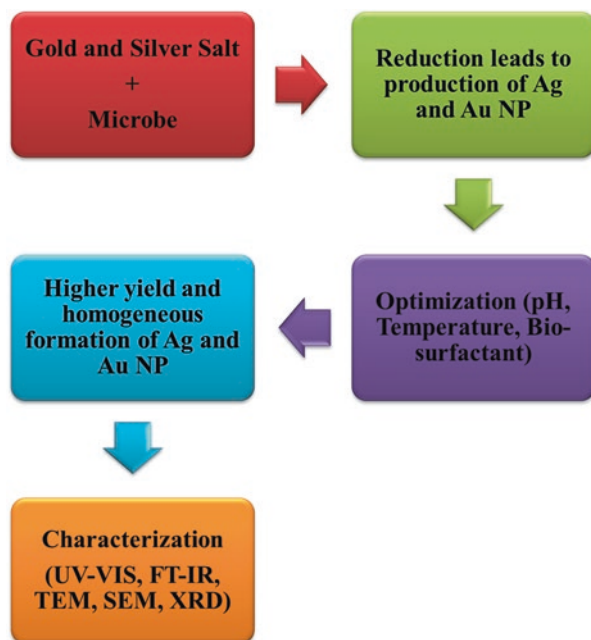 Gold and Silver Salt
+
Microbe
Reduction leads to
production of Ag
and Au NP
Optimization (pH,
Temperature, Bio-
surfactant)
Higher yield and
homogeneous
formation of Ag and
Au NP
Characterization
(UV-VIS, FT-IR,
TEM, SEM, XRD)